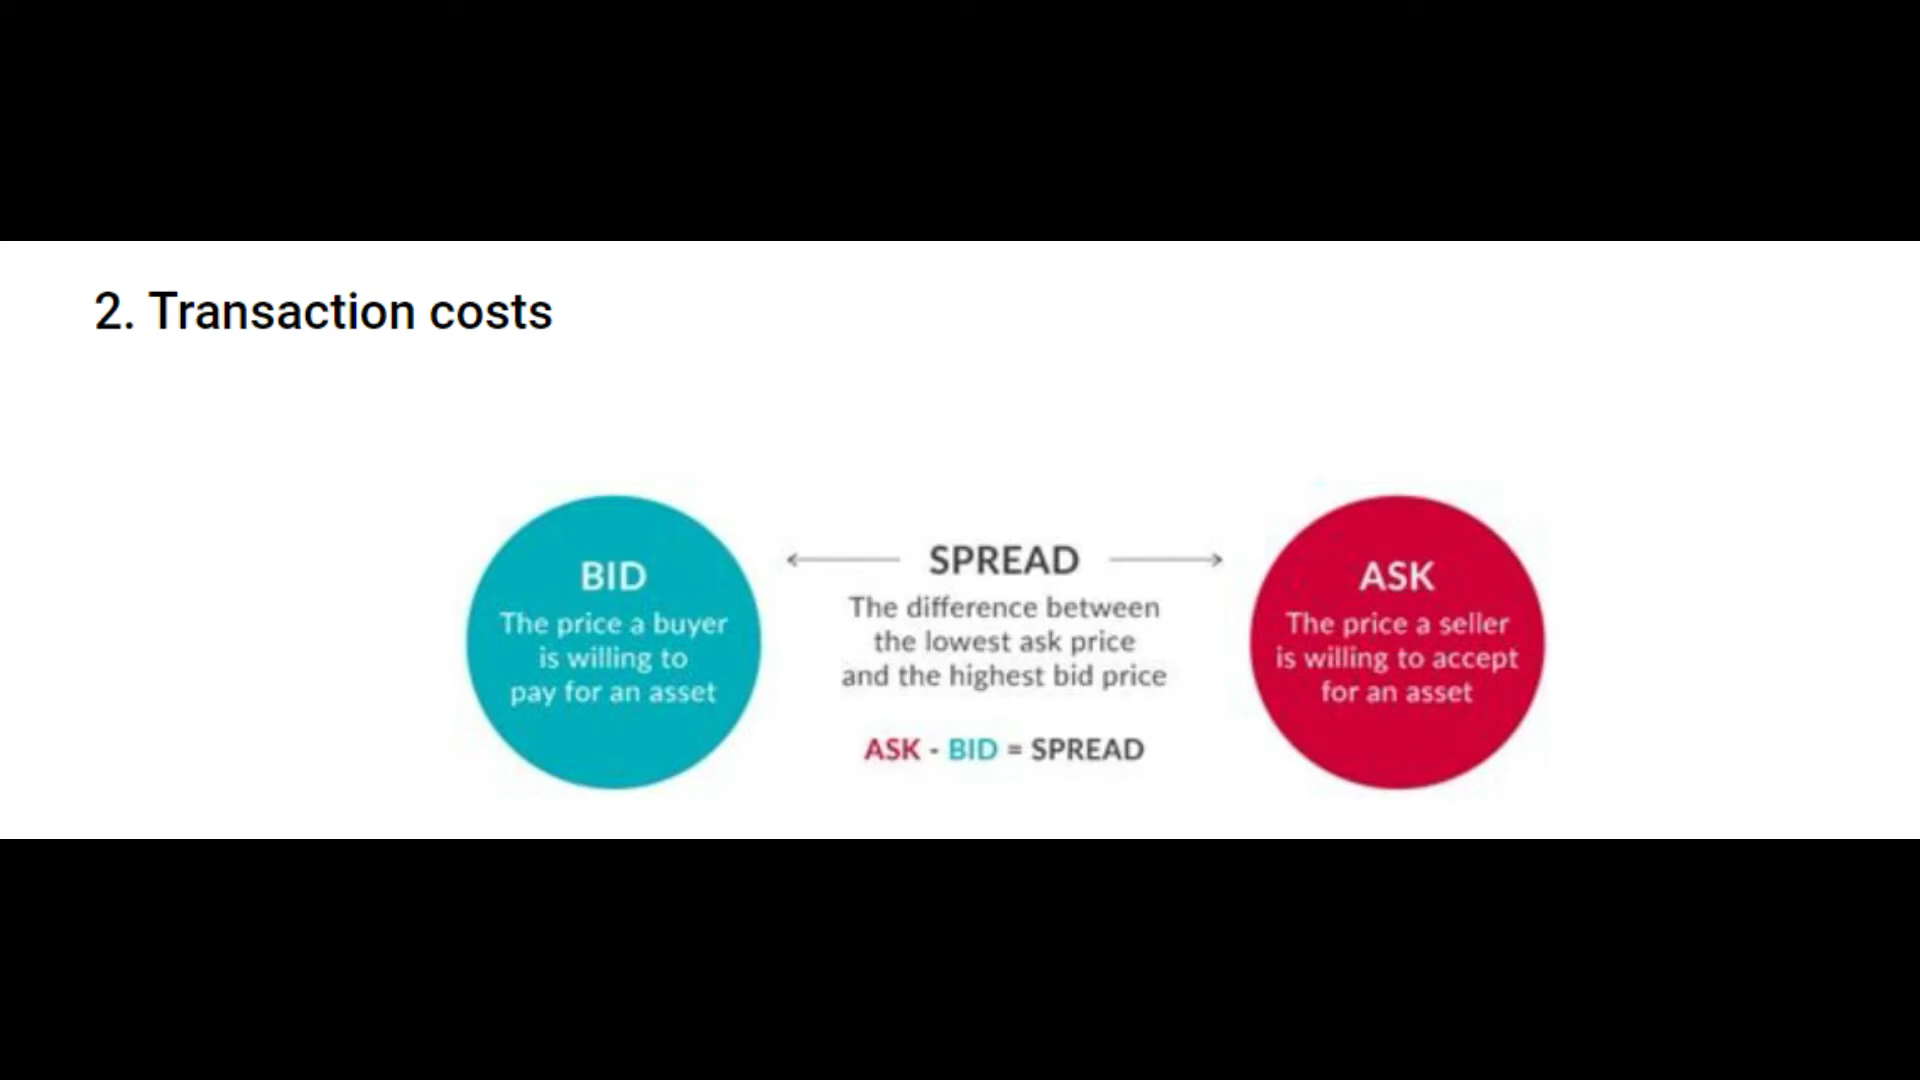 2. Transaction costs
BID
The price a buyer
is willing to
pay for an asset
SPREAD
The difference between
the lowest ask price
and the highest bid price
ASK - BID = SPREAD
ASK
The price a seller
is willing to accept
for an asset